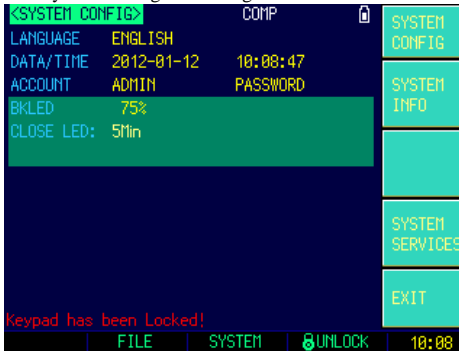 <SYSTEM CONFIG> COMP
LANGUAGE ENGLISH
DATA/TIME 2012-01-12 10:08:47
ACCOUNT ADMIN PASSWORD
BKLED 75%
CLOSE LED: 5Min
Keypad has been Locked!
SYSTEM
CONFIG
SYSTEM
INFO
SYSTEM
SERVICES
EXIT
FILE SYSTEM UNLOCK 10:08